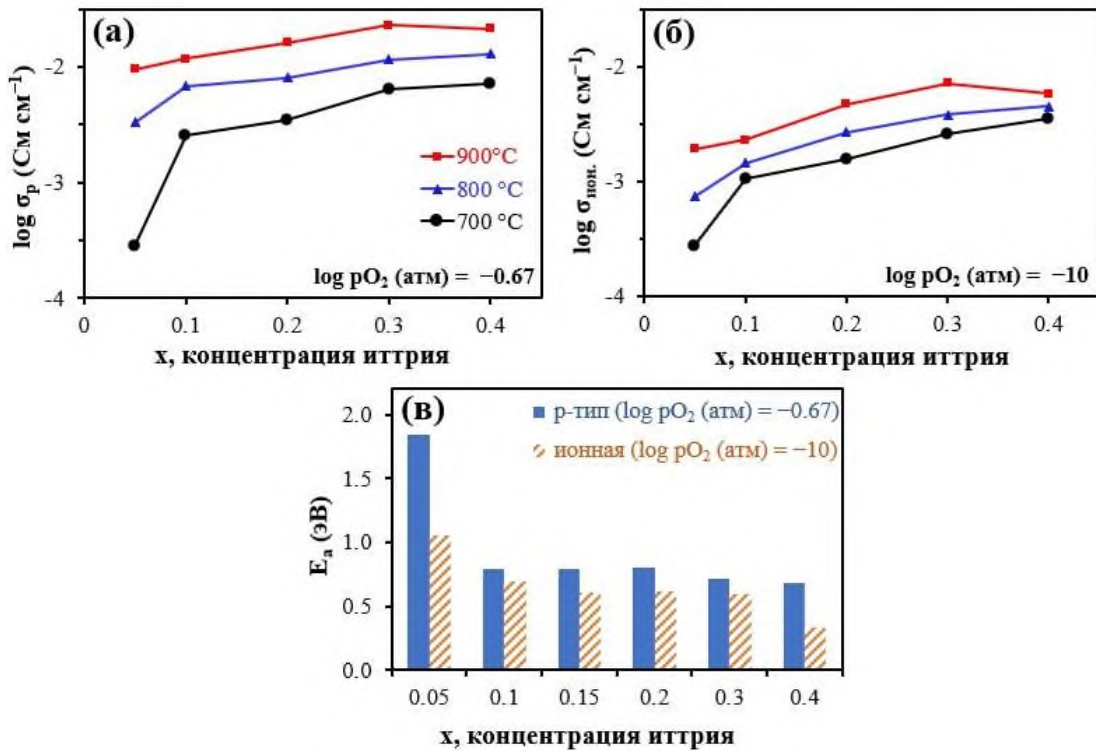 (а)
log σp (См см⁻¹)
-2
-3
-4
900°C
800 °C
700 °C
log pO₂ (атм) = −0.67
0 0.1 0.2 0.3 0.4
x, концентрация иттрия
(б)
log σион. (См см⁻¹)
-2
-3
-4
log pO₂ (атм) = −10
0 0.1 0.2 0.3 0.4
x, концентрация иттрия
(в)
p-тип (log pO₂ (атм) = −0.67)
ионная (log pO₂ (атм) = −10)
Eₐ (эВ)
2.0
1.5
1.0
0.5
0.0
0.05 0.1 0.15 0.2 0.3 0.4
x, концентрация иттрия